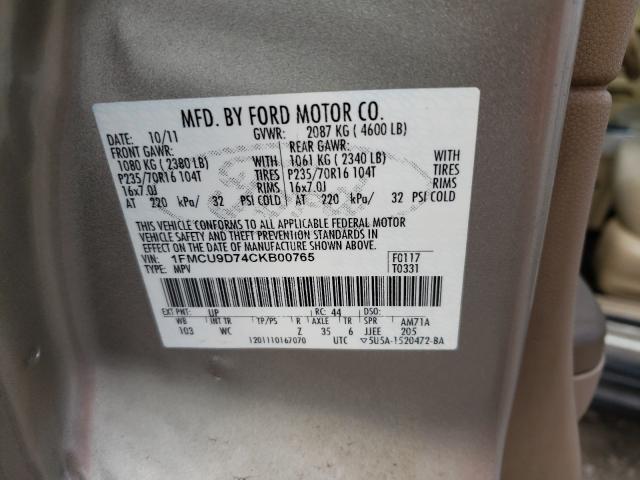 MFD. BY FORD MOTOR CO.
DATE: 10/11 GVWR: 2087 KG ( 4600 LB)
FRONT GAWR: REAR GAWR:
1080 KG ( 2380 LB) WITH 1061 KG ( 2340 LB) WITH
P235/70R16 104T TIRES P235/70R16 104T TIRES
16x7.0J RIMS 16x7.0J RIMS
AT 220 kPa/ 32 PSI COLD AT 220 kPa/ 32 PSI COLD
THIS VEHICLE CONFORMS TO ALL APPLICABLE FEDERAL MOTOR
VEHICLE SAFETY AND THEFT PREVENTION STANDARDS IN
EFFECT ON THE DATE OF MANUFACTURE SHOWN ABOVE.
VIN: 1FMCU9D74CKB00765 F0117
TYPE: MPV T0331
EXT PNT: UP RC: 44 DSO:
WB INT TR TP/PS R AXLE TR SPR AM71A
103 WC Z 35 6 JJEE 205
1201110167070 UTC 5U5A-1520472-BA